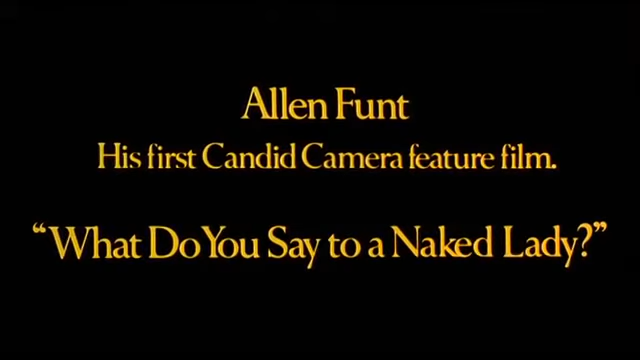 Allen Funt
His first Candid Camera feature film.
“What Do You Say to a Naked Lady?”